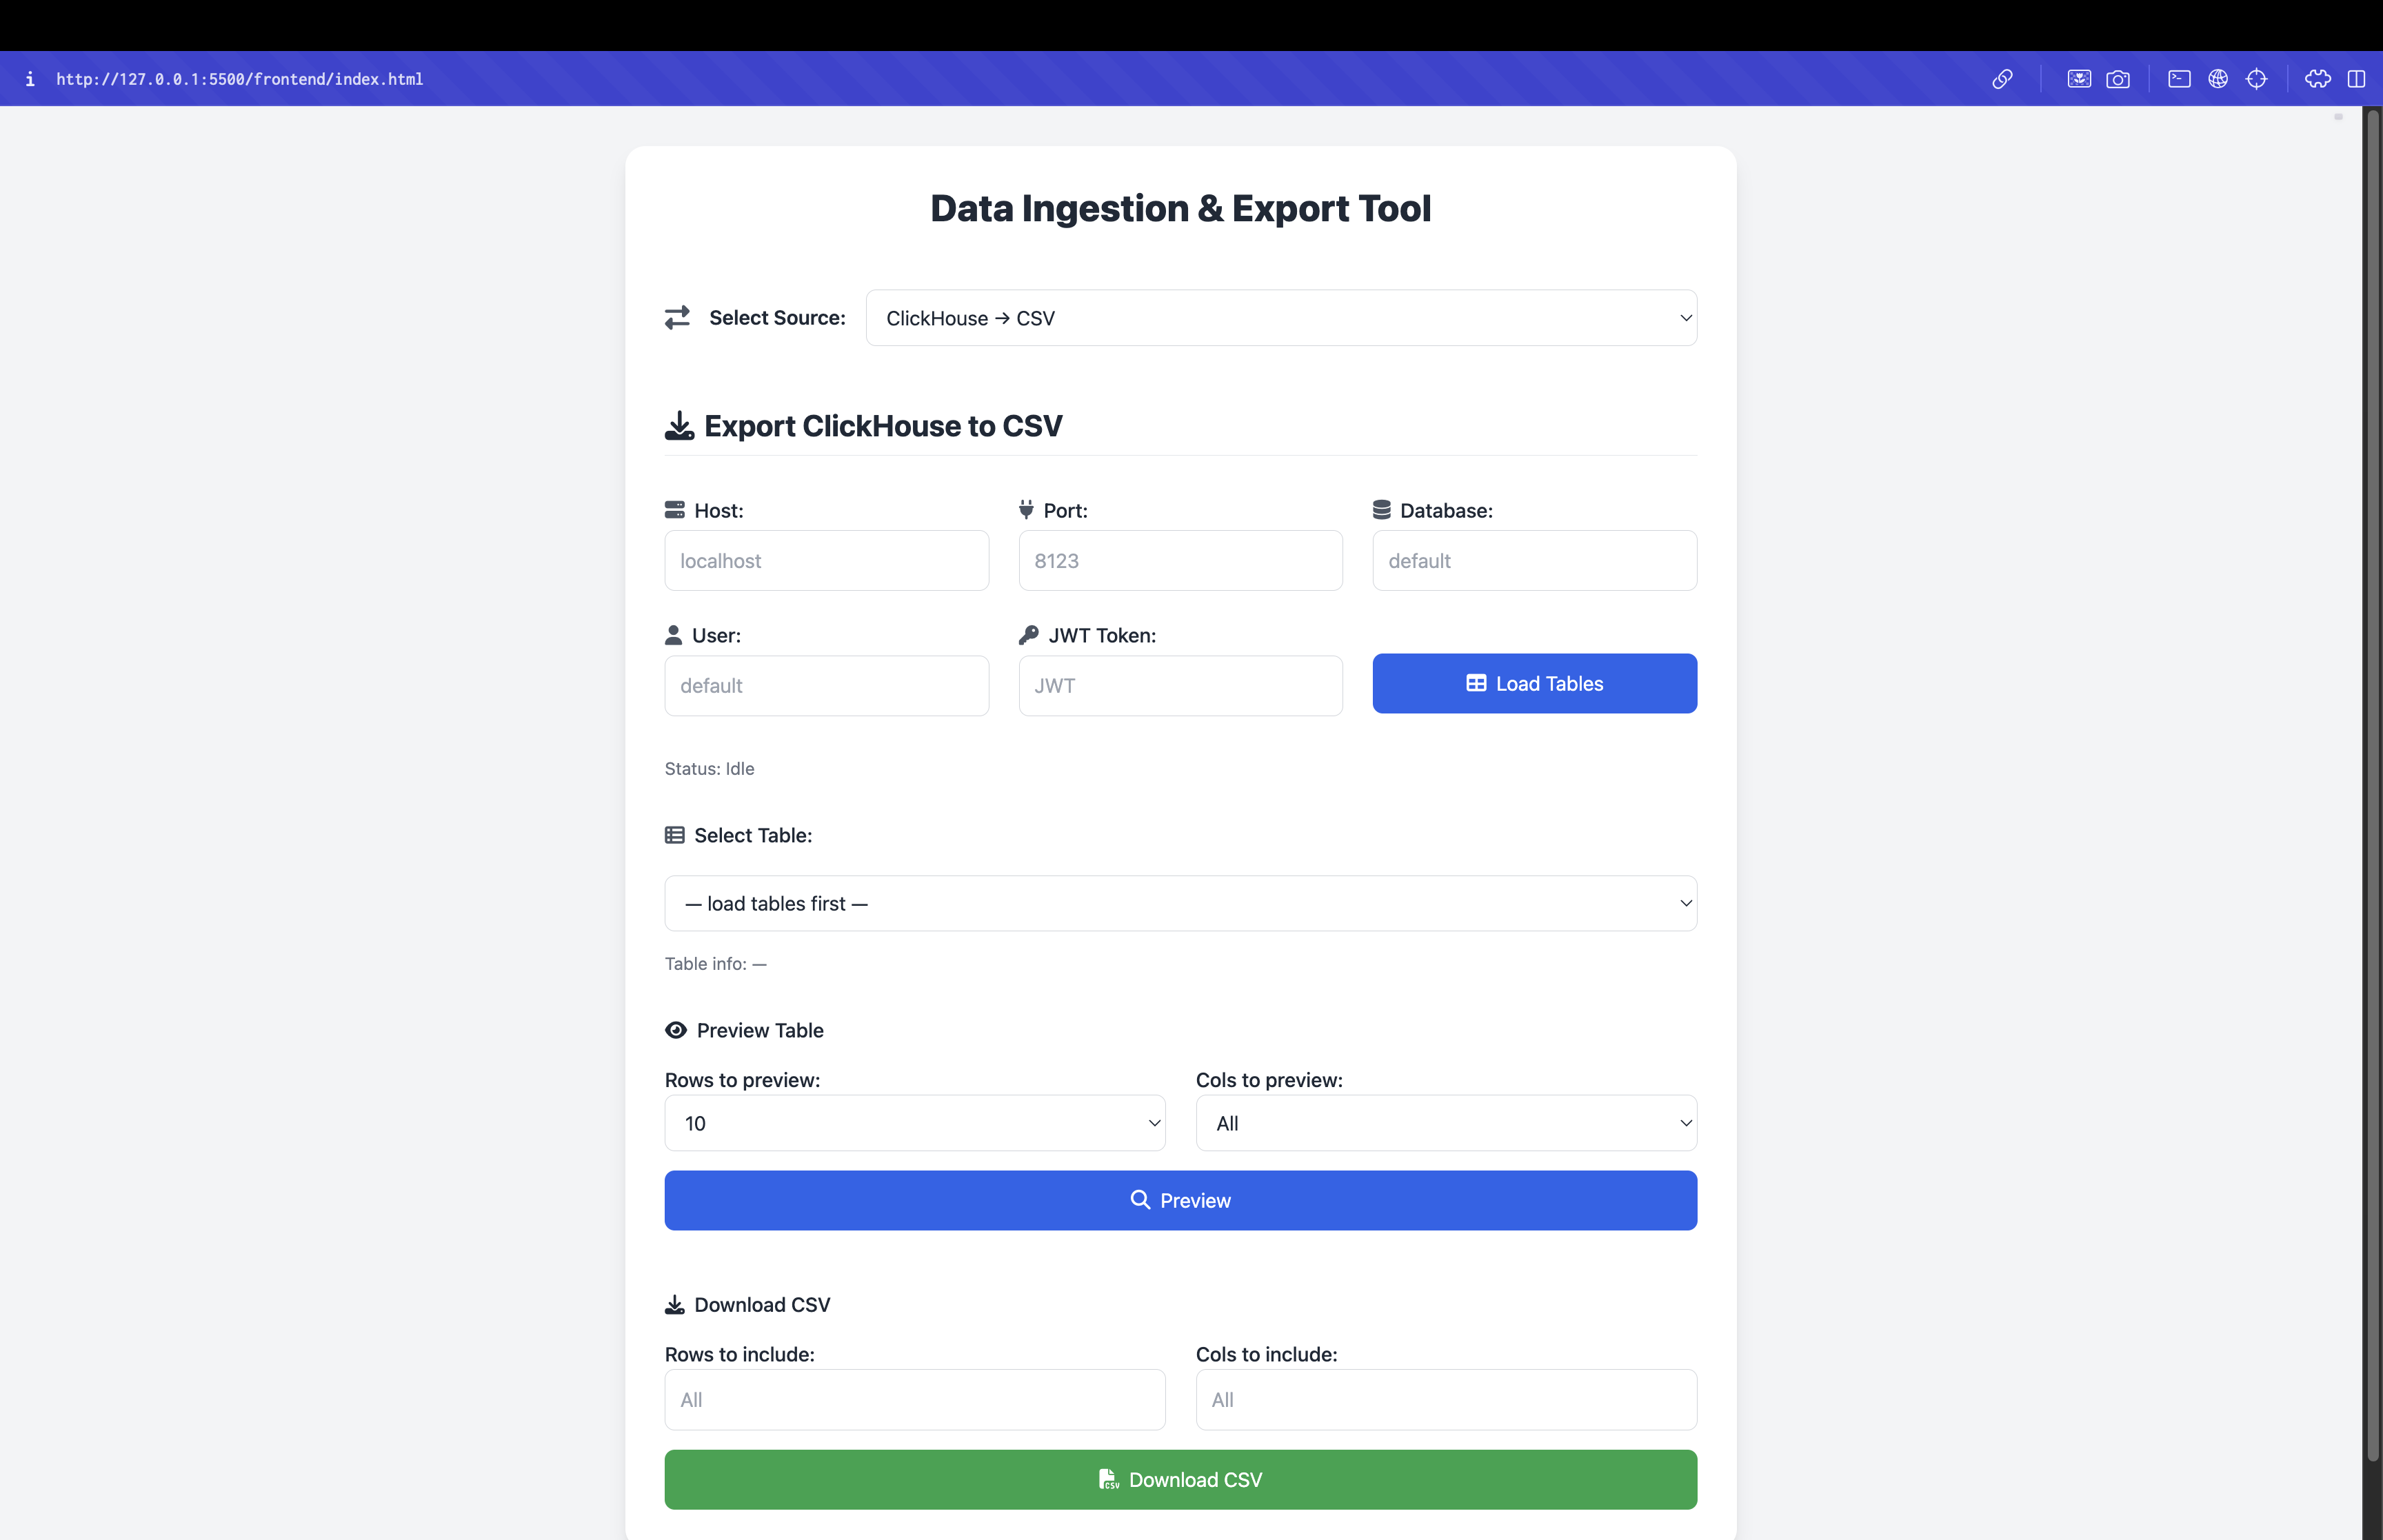 http://127.0.0.1:5500/frontend/index.html
Data Ingestion & Export Tool
Select Source:
ClickHouse → CSV
Export ClickHouse to CSV
Host:
Port:
Database:
localhost
8123
default
User:
JWT Token:
default
JWT
Load Tables
Status: Idle
Select Table:
— load tables first —
Table info: —
Preview Table
Rows to preview:
Cols to preview:
10
All
Preview
Download CSV
Rows to include:
Cols to include:
All
All
CSV Download CSV